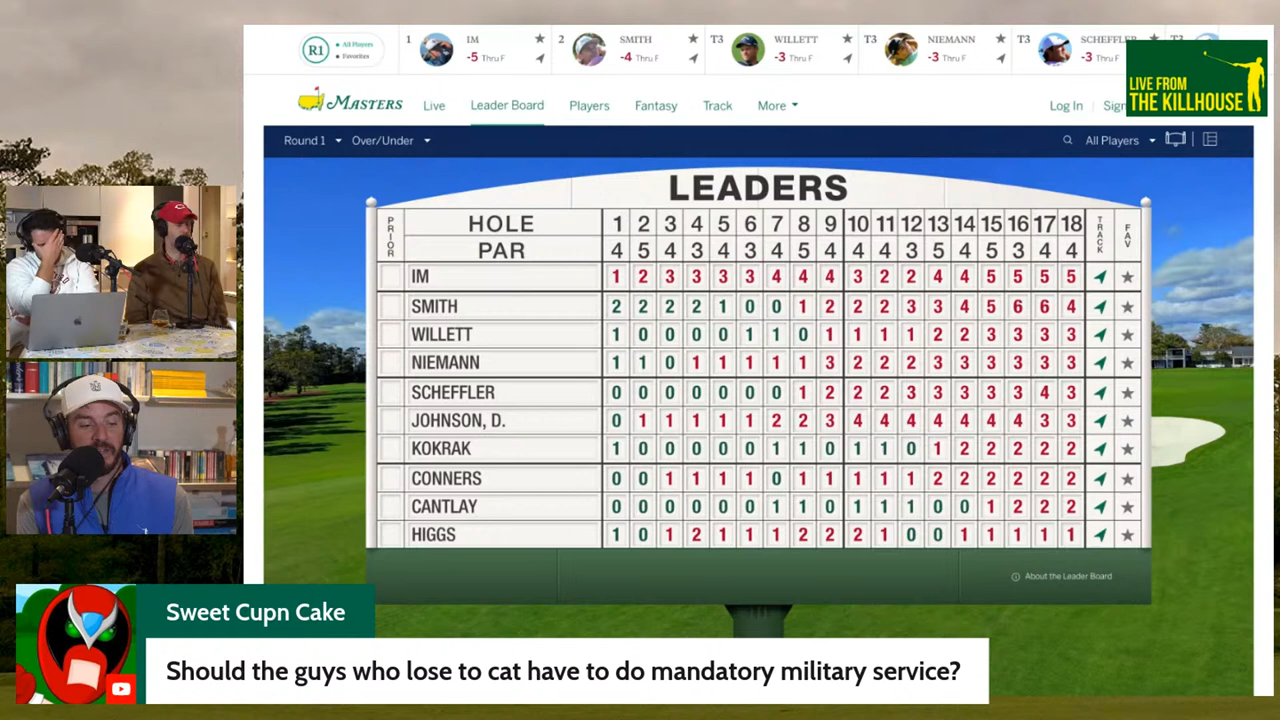 R1
All Players
Favorites
1 IM -5 Thru F
2 SMITH -4 Thru F
T3 WILLETT -3 Thru F
T3 NIEMANN -3 Thru F
T3 SCHEFFLER -3 Thru F
LIVE FROM
THE KILLHOUSE
MASTERS Live Leader Board Players Fantasy Track More Log In Sign
Round 1 Over/Under All Players
LEADERS
PRIOR HOLE 1 2 3 4 5 6 7 8 9 10 11 12 13 14 15 16 17 18 TRACK FAV
PAR 4 5 4 3 4 3 4 5 4 4 4 3 5 4 5 3 4 4
IM 1 2 3 3 3 3 4 4 4 3 2 2 4 4 5 5 5 5
SMITH 2 2 2 2 1 0 0 1 2 2 2 3 3 4 5 6 6 4
WILLETT 1 0 0 0 0 1 1 0 1 1 1 1 2 2 3 3 3 3
NIEMANN 1 1 0 1 1 1 1 1 3 2 2 2 3 3 3 3 3 3
SCHEFFLER 0 0 0 0 0 0 0 1 2 2 2 3 3 3 3 3 4 3
JOHNSON, D. 0 1 1 1 1 1 2 2 3 4 4 4 4 4 4 4 3 3
KOKRAK 1 0 0 0 0 0 1 1 0 1 1 0 1 2 2 2 2 2
CONNERS 0 0 1 1 1 1 0 1 1 1 1 1 2 2 2 2 2 2
CANTLAY 0 0 0 0 0 0 1 1 0 1 1 1 0 0 1 2 2 2
HIGGS 1 0 1 2 1 1 1 2 2 2 1 0 0 1 1 1 1 1
About the Leader Board
Sweet Cupn Cake
Should the guys who lose to cat have to do mandatory military service?